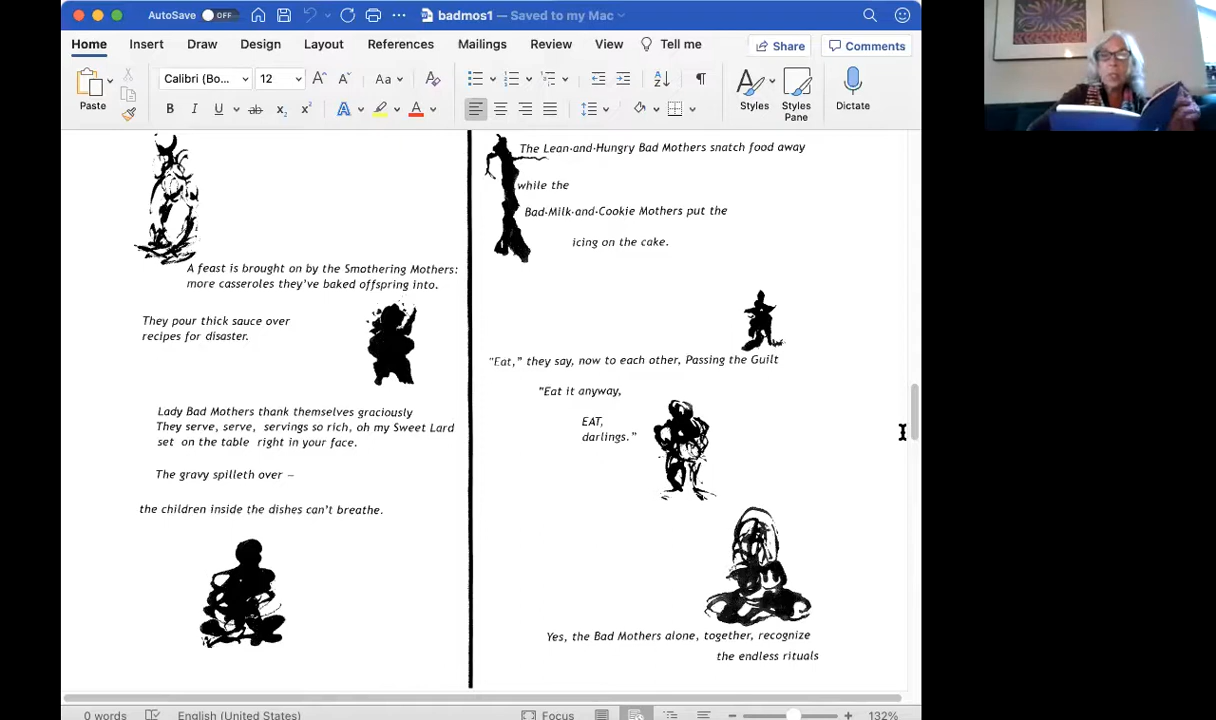 AutoSave OFF
badmos1 — Saved to my Mac
Home Insert Draw Design Layout References Mailings Review View Tell me Share Comments
Calibri (Bo... 12
Paste
Styles
Styles Pane
Dictate
A feast is brought on by the Smothering Mothers:
more casseroles they've baked offspring into.
They pour thick sauce over
recipes for disaster.
Lady Bad Mothers thank themselves graciously
They serve, serve, servings so rich, oh my Sweet Lard
set on the table right in your face.
The gravy spilleth over –
the children inside the dishes can't breathe.
The Lean-and-Hungry Bad Mothers snatch food away
while the
Bad-Milk-and-Cookie Mothers put the
icing on the cake.
"Eat," they say, now to each other, Passing the Guilt
"Eat it anyway,
EAT,
darlings."
Yes, the Bad Mothers alone, together, recognize
the endless rituals
0 words English (United States) Focus 132%